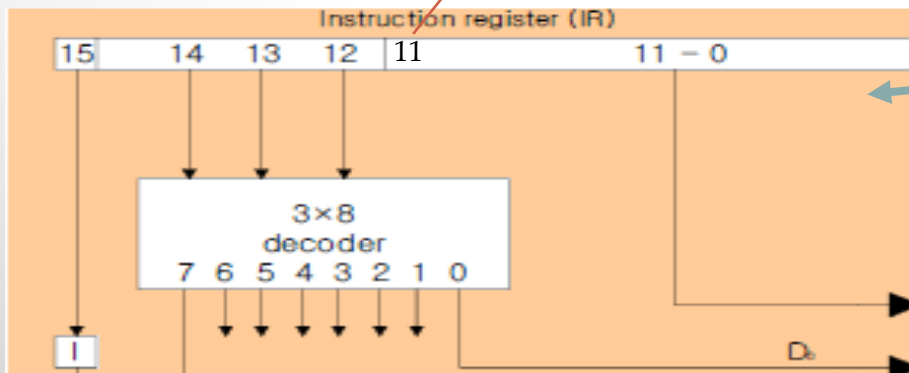 Instruction register (IR)
15 14 13 12 11 11 - 0
3×8
decoder
7 6 5 4 3 2 1 0
I
D₀